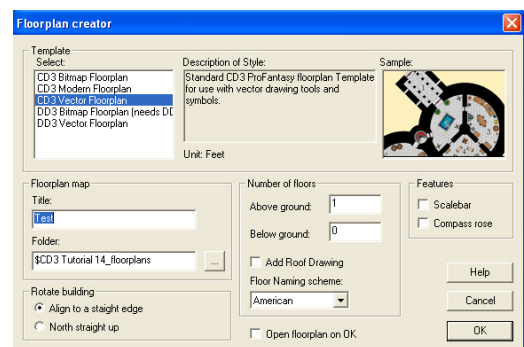 Floorplan creator
Template
Select:
CD3 Bitmap Floorplan
CD3 Modern Floorplan
CD3 Vector Floorplan
DD3 Bitmap Floorplan (needs DD
DD3 Vector Floorplan
Description of Style:
Standard CD3 ProFantasy floorplan Template
for use with vector drawing tools and
symbols.
Unit: Feet
Sample:
Floorplan map
Title:
Test
Folder:
$CD3 Tutorial 14_floorplans
...
Rotate building
Align to a staight edge
North straight up
Number of floors
Above ground:
1
Below ground:
0
Add Roof Drawing
Floor Naming scheme:
American
Open floorplan on OK
Features
Scalebar
Compass rose
Help
Cancel
OK